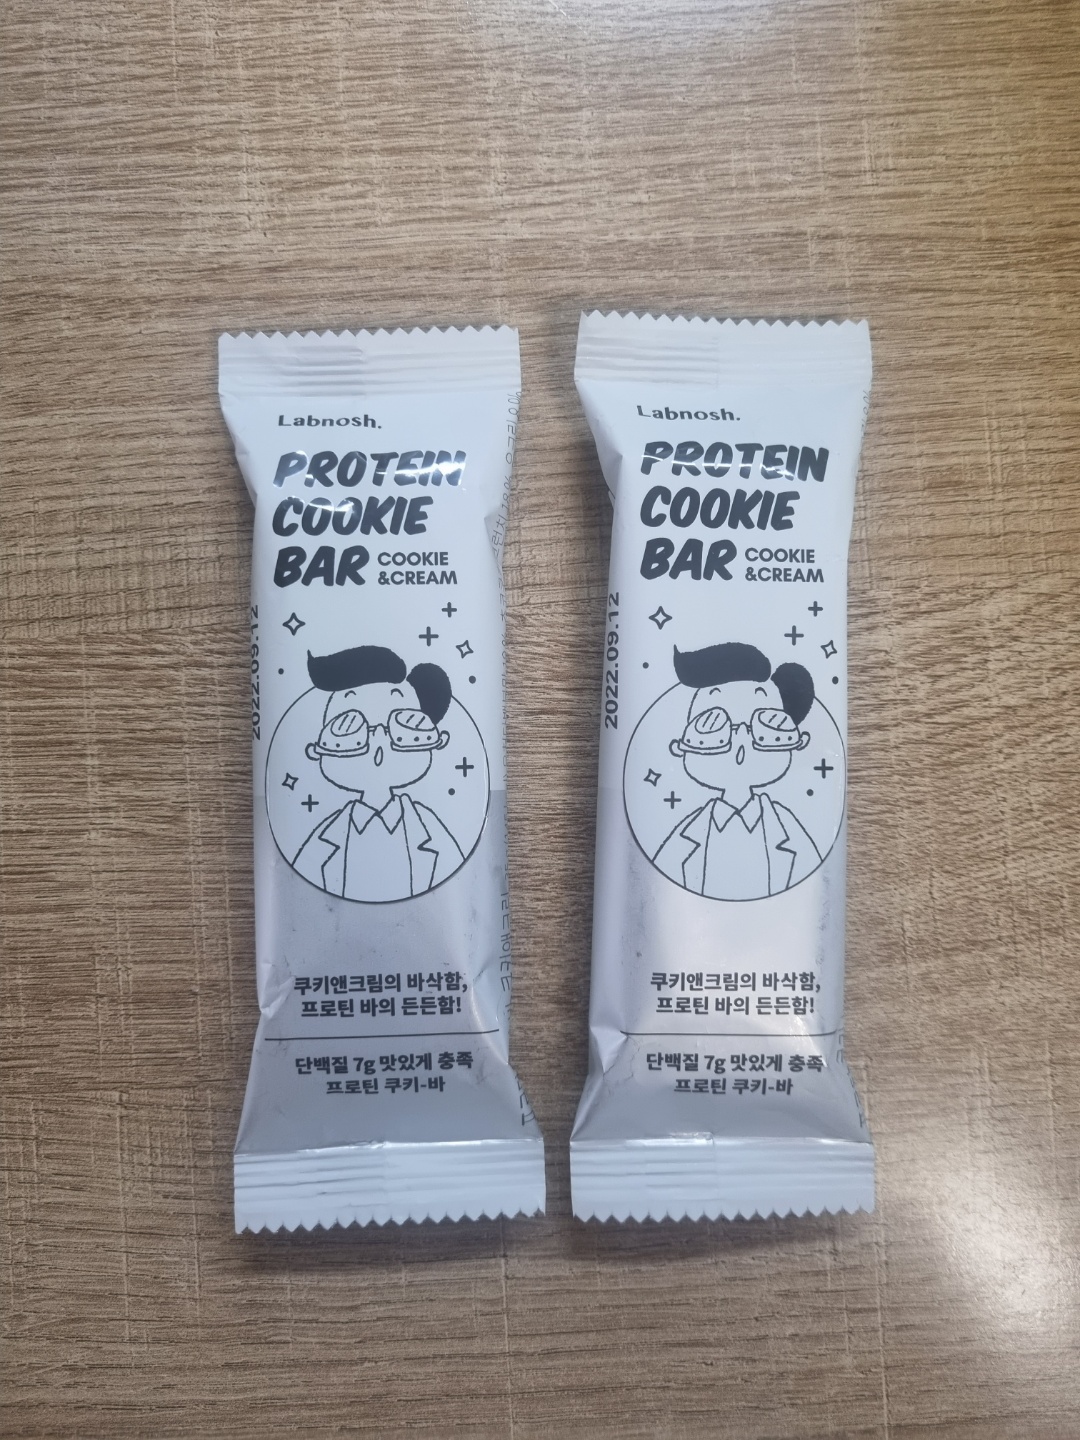 Labnosh.
PROTEIN
COOKIE
BAR COOKIE
&CREAM
2022.09.12
쿠키앤크림의 바삭함,
프로틴 바의 든든함!
단백질 7g 맛있게 충족
프로틴 쿠키-바
Labnosh.
PROTEIN
COOKIE
BAR COOKIE
&CREAM
2022.09.12
쿠키앤크림의 바삭함,
프로틴 바의 든든함!
단백질 7g 맛있게 충족
프로틴 쿠키-바